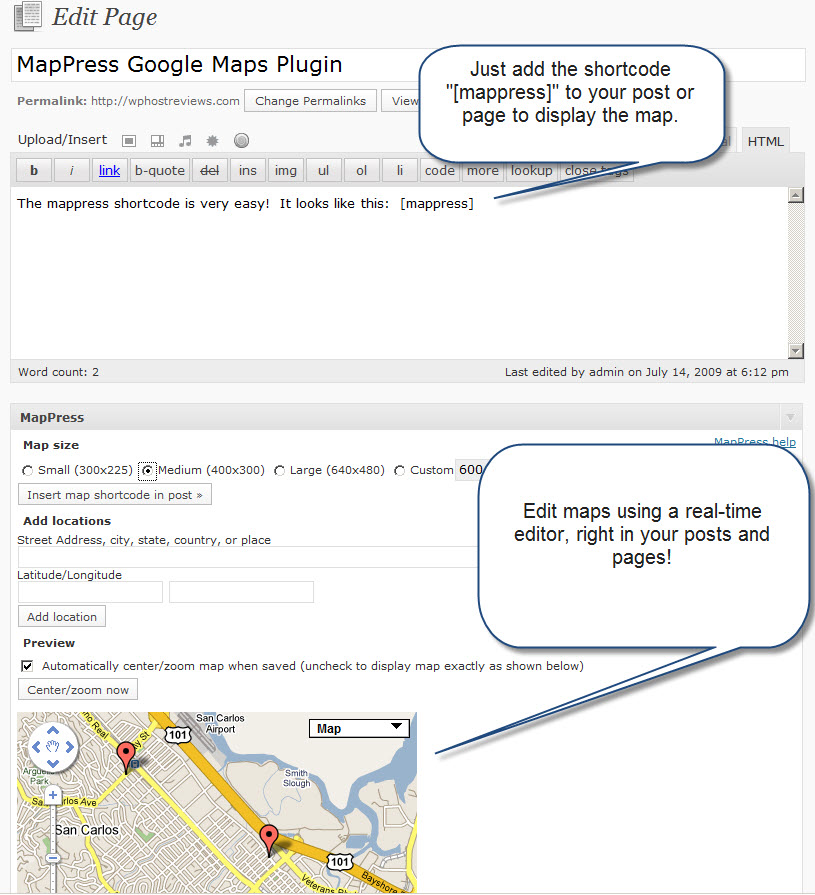 Edit Page
MapPress Google Maps Plugin
Just add the shortcode
"[mappress]" to your post or
page to display the map.
Permalink: http://wphostreviews.com Change Permalinks View
Upload/Insert
HTML
b i link b-quote del ins img ul ol li code more lookup close tags
The mappress shortcode is very easy! It looks like this: [mappress]
Word count: 2 Last edited by admin on July 14, 2009 at 6:12 pm
MapPress
Map size MapPress help
Small (300x225) Medium (400x300) Large (640x480) Custom 600
Insert map shortcode in post »
Edit maps using a real-time
editor, right in your posts and
pages!
Add locations
Street Address, city, state, country, or place
Latitude/Longitude
Add location
Preview
Automatically center/zoom map when saved (uncheck to display map exactly as shown below)
Center/zoom now
San Carlos
Airport
Map
101
Smith
Slough
Park
San Carlos
101
Bayshore
Veterans